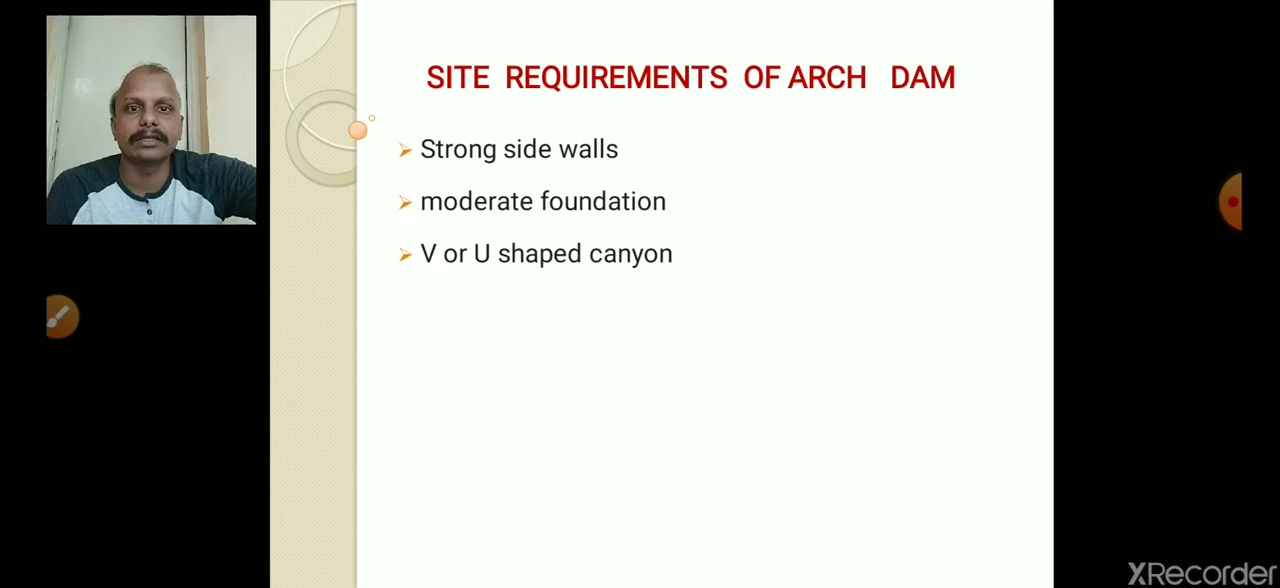 SITE REQUIREMENTS OF ARCH DAM
Strong side walls
moderate foundation
V or U shaped canyon
XRecorder